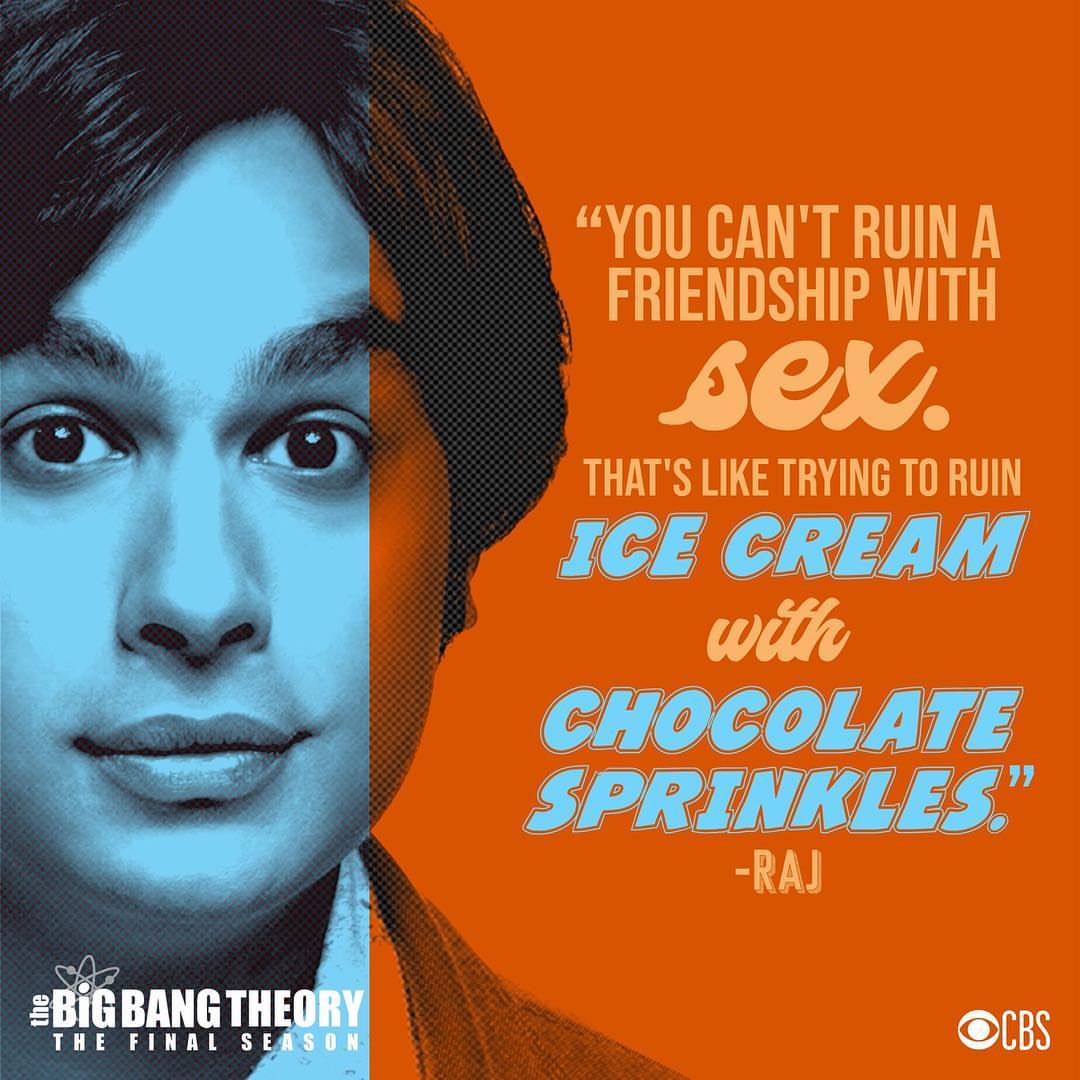 “YOU CAN'T RUIN A
FRIENDSHIP WITH
sex.
THAT'S LIKE TRYING TO RUIN
ICE CREAM
with
CHOCOLATE
SPRINKLES.”
-RAJ
the BIG BANG THEORY
THE FINAL SEASON
CBS